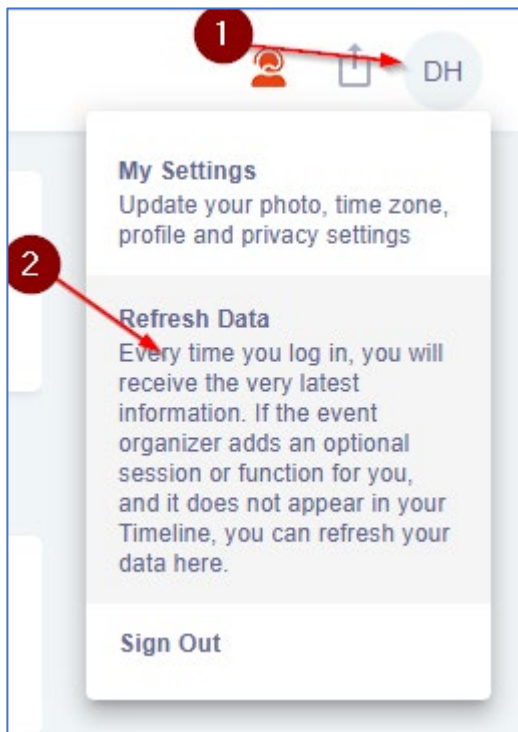 1
DH
My Settings
Update your photo, time zone,
profile and privacy settings
2
Refresh Data
Every time you log in, you will
receive the very latest
information. If the event
organizer adds an optional
session or function for you,
and it does not appear in your
Timeline, you can refresh your
data here.
Sign Out